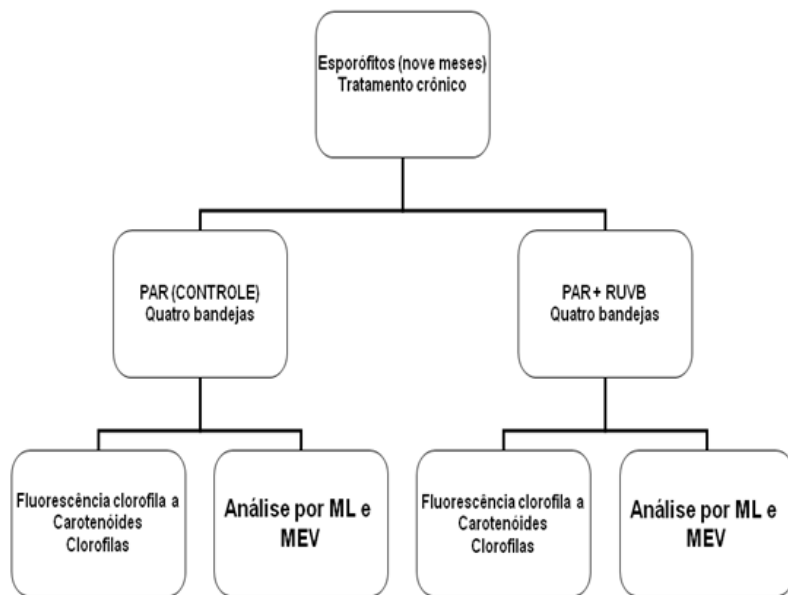 Esporófitos (nove meses)
Tratamento crônico
PAR (CONTROLE)
Quatro bandejas
PAR + RUVB
Quatro bandejas
Fluorescência clorofila a
Carotenóides
Clorofilas
Análise por ML e
MEV
Fluorescência clorofila a
Carotenóides
Clorofilas
Análise por ML e
MEV